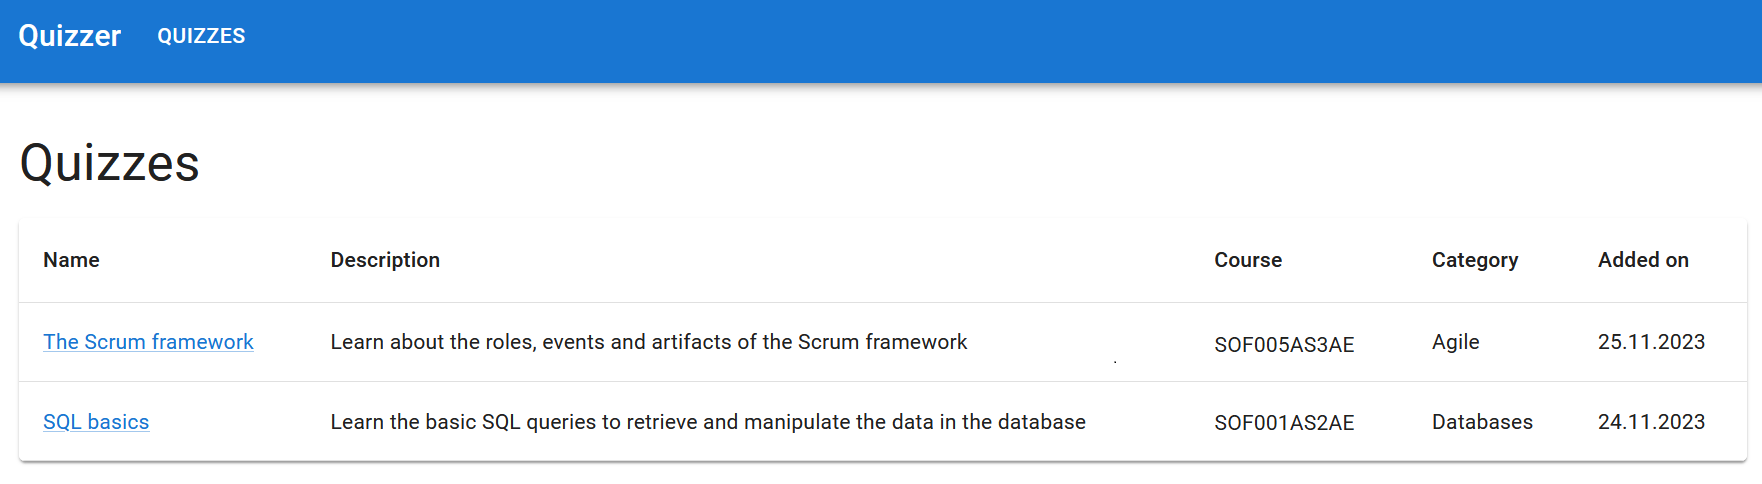 Quizzer QUIZZES
Quizzes
Name Description Course Category Added on
The Scrum framework Learn about the roles, events and artifacts of the Scrum framework . SOF005AS3AE Agile 25.11.2023
SQL basics Learn the basic SQL queries to retrieve and manipulate the data in the database SOF001AS2AE Databases 24.11.2023